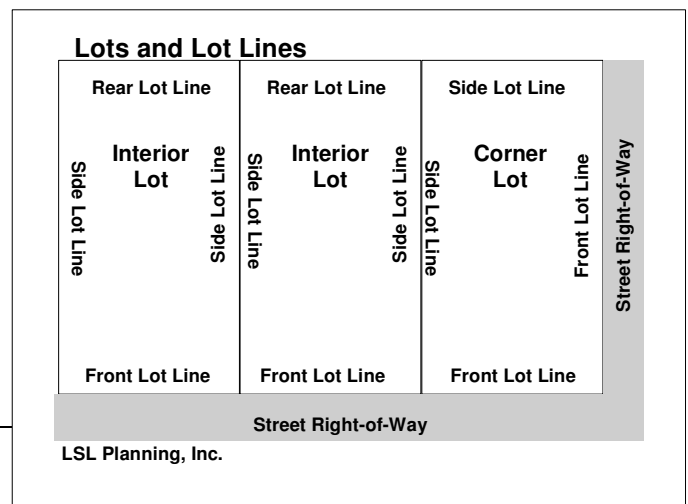 Lots and Lot Lines
Rear Lot Line
Rear Lot Line
Side Lot Line
Interior
Lot
Interior
Lot
Corner
Lot
Side Lot Line
Side Lot Line
Side Lot Line
Side Lot Line
Side Lot Line
Front Lot Line
Street Right-of-Way
Front Lot Line
Front Lot Line
Front Lot Line
Street Right-of-Way
LSL Planning, Inc.